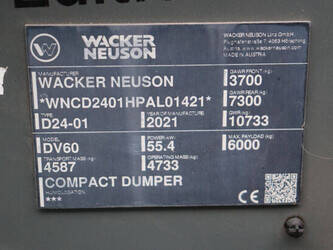 WACKER
NEUSON
WACKER NEUSON Linz GmbH
Flughafenstraße 7, 4063 Hörsching
Austria, www.wackerneuson.com
MADE IN AUSTRIA
MANUFACTURER
WACKER NEUSON
*WNCD2401HPAL01421*
TYPE YEAR OF MANUFACTURE
D24-01 2021
MODEL POWER-kW:
DV60 55.4
TRANSPORT MASS (kg) OPERATING MASS (kg)
4587 4733
COMPACT DUMPER
HOMOLOGATION
***
GAWR FRONT (kg)
3700
GAWR REAR (kg)
7300
GWR (kg)
10733
MAX. PAYLOAD (kg)
6000
CE